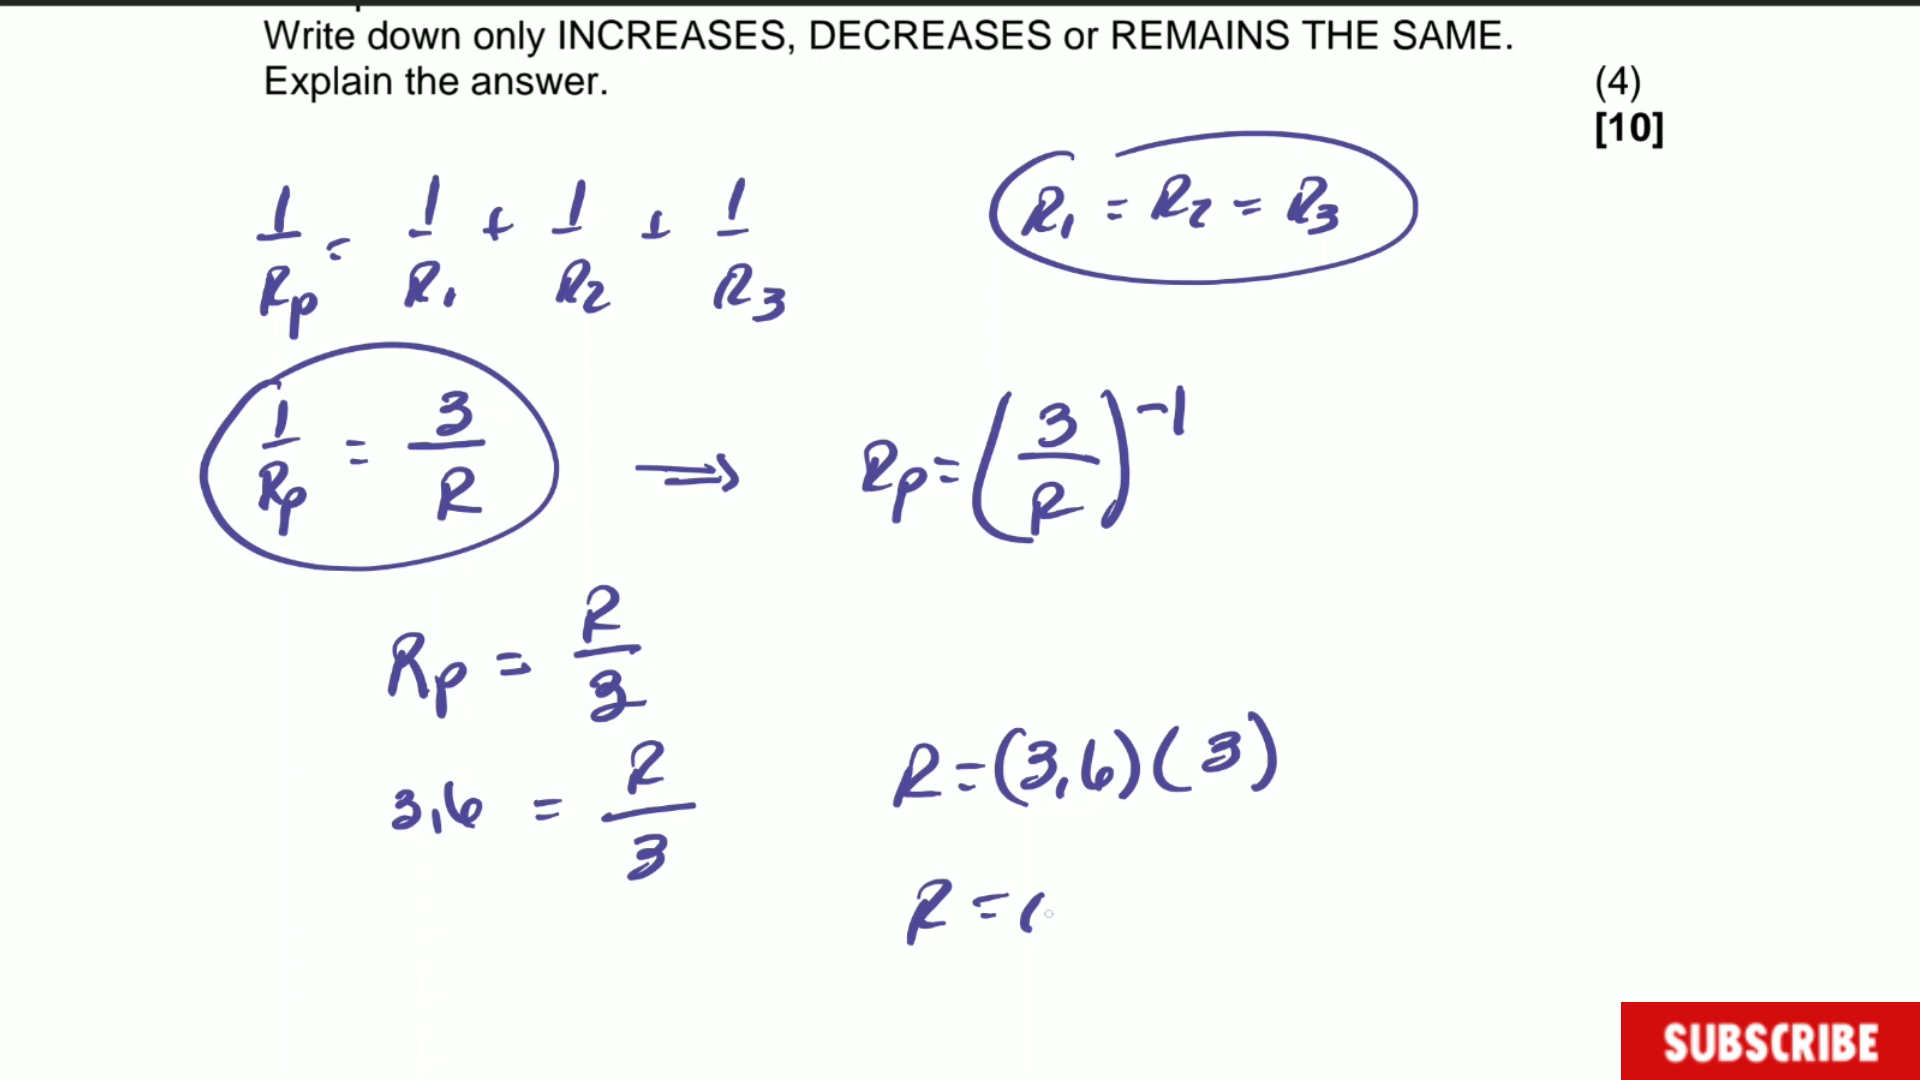 Write down only INCREASES, DECREASES or REMAINS THE SAME.
Explain the answer.
(4)
[10]
1/Rp = 1/R1 + 1/R2 + 1/R3
R1 = R2 = R3
1/Rp = 3/R ⟹ Rp = (3/R)^-1
Rp = R/3
3,6 = R/3
R = (3,6)(3)
R =
SUBSCRIBE